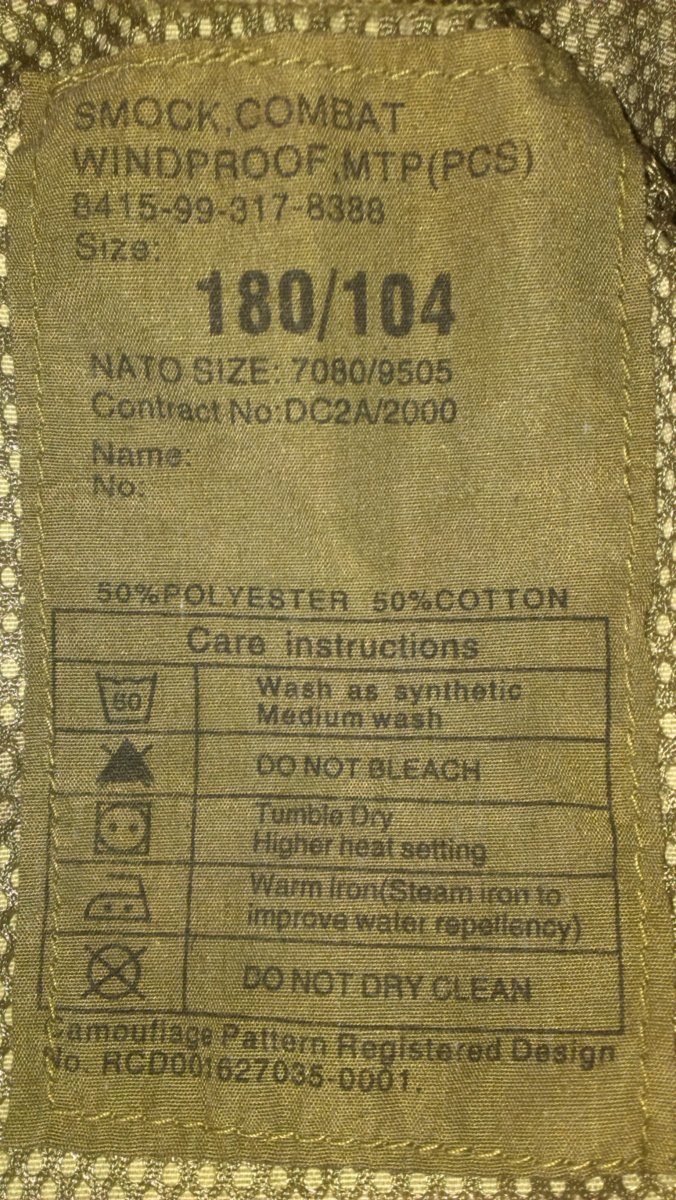 SMOCK,COMBAT
WINDPROOF,MTP(PCS)
8415-99-317-8388
Size:
180/104
NATO SIZE: 7080/9505
Contract No:DC2A/2000
Name:
No.
50%POLYESTER 50%COTTON
Care instructions
60
Wash as synthetic
Medium wash
DO NOT BLEACH
Tumble Dry
Higher heat setting
Warm iron(Steam iron to
improve water repellency)
DO NOT DRY CLEAN
Camouflage Pattern Registered Design
No. RCD001627035-0001.